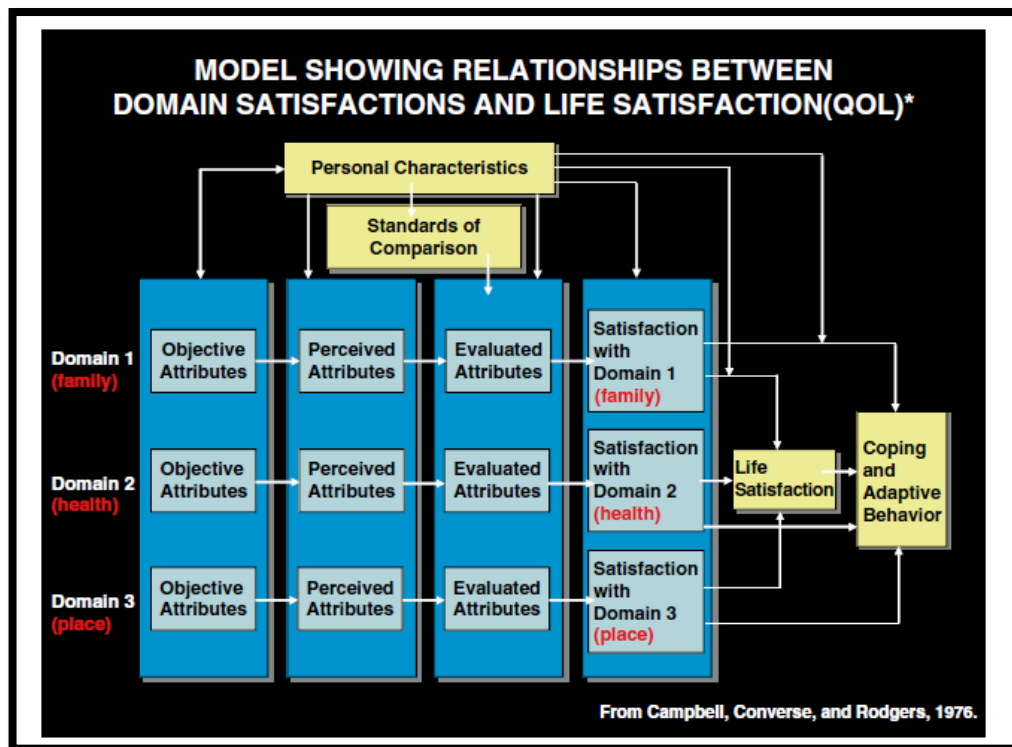 MODEL SHOWING RELATIONSHIPS BETWEEN
DOMAIN SATISFACTIONS AND LIFE SATISFACTION(QOL)*
Personal Characteristics
Standards of
Comparison
Domain 1
(family)
Objective
Attributes
Perceived
Attributes
Evaluated
Attributes
Satisfaction
with
Domain 1
(family)
Domain 2
(health)
Objective
Attributes
Perceived
Attributes
Evaluated
Attributes
Satisfaction
with
Domain 2
(health)
Life
Satisfaction
Coping
and
Adaptive
Behavior
Domain 3
(place)
Objective
Attributes
Perceived
Attributes
Evaluated
Attributes
Satisfaction
with
Domain 3
(place)
From Campbell, Converse, and Rodgers, 1976.